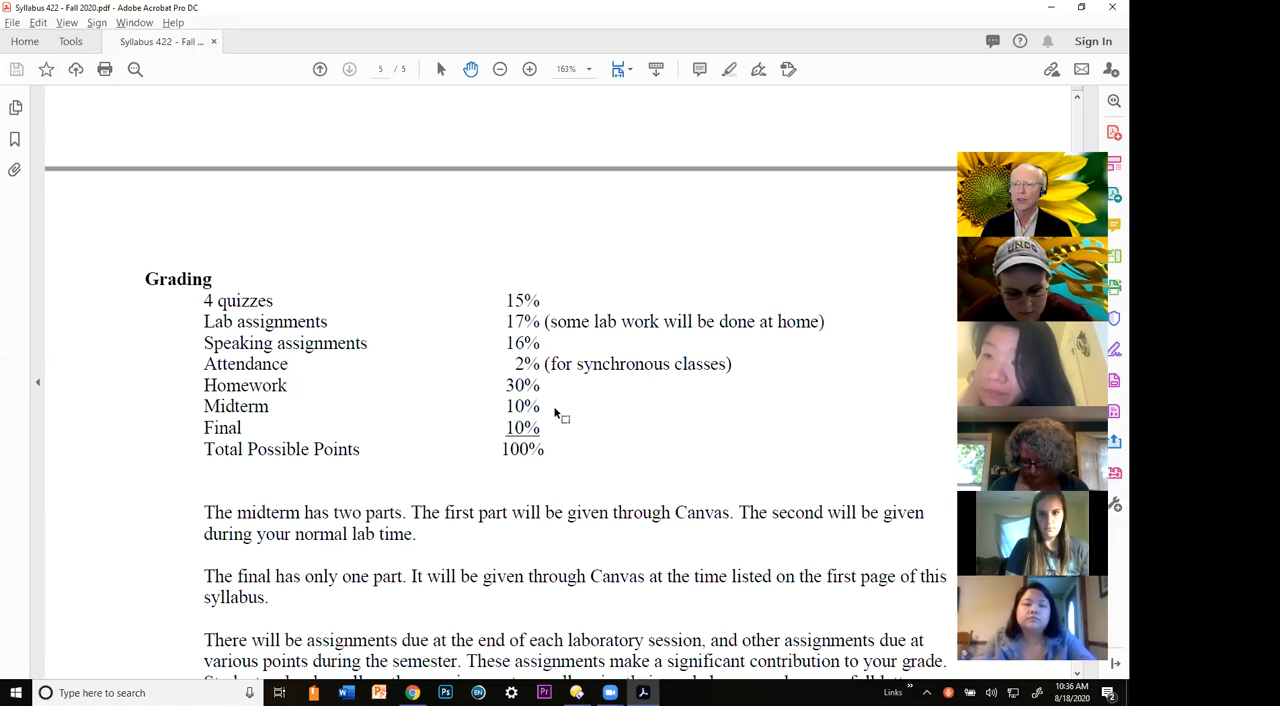 Syllabus 422 - Fall 2020.pdf - Adobe Acrobat Pro DC
File Edit View Sign Window Help
Home Tools Syllabus 422 - Fall ... Sign In
5 / 5 163%
Grading
4 quizzes 15%
Lab assignments 17% (some lab work will be done at home)
Speaking assignments 16%
Attendance 2% (for synchronous classes)
Homework 30%
Midterm 10%
Final 10%
Total Possible Points 100%
The midterm has two parts. The first part will be given through Canvas. The second will be given
during your normal lab time.
The final has only one part. It will be given through Canvas at the time listed on the first page of this
syllabus.
There will be assignments due at the end of each laboratory session, and other assignments due at
various points during the semester. These assignments make a significant contribution to your grade.
UNCG
Type here to search
Links
10:36 AM
8/18/2020
2